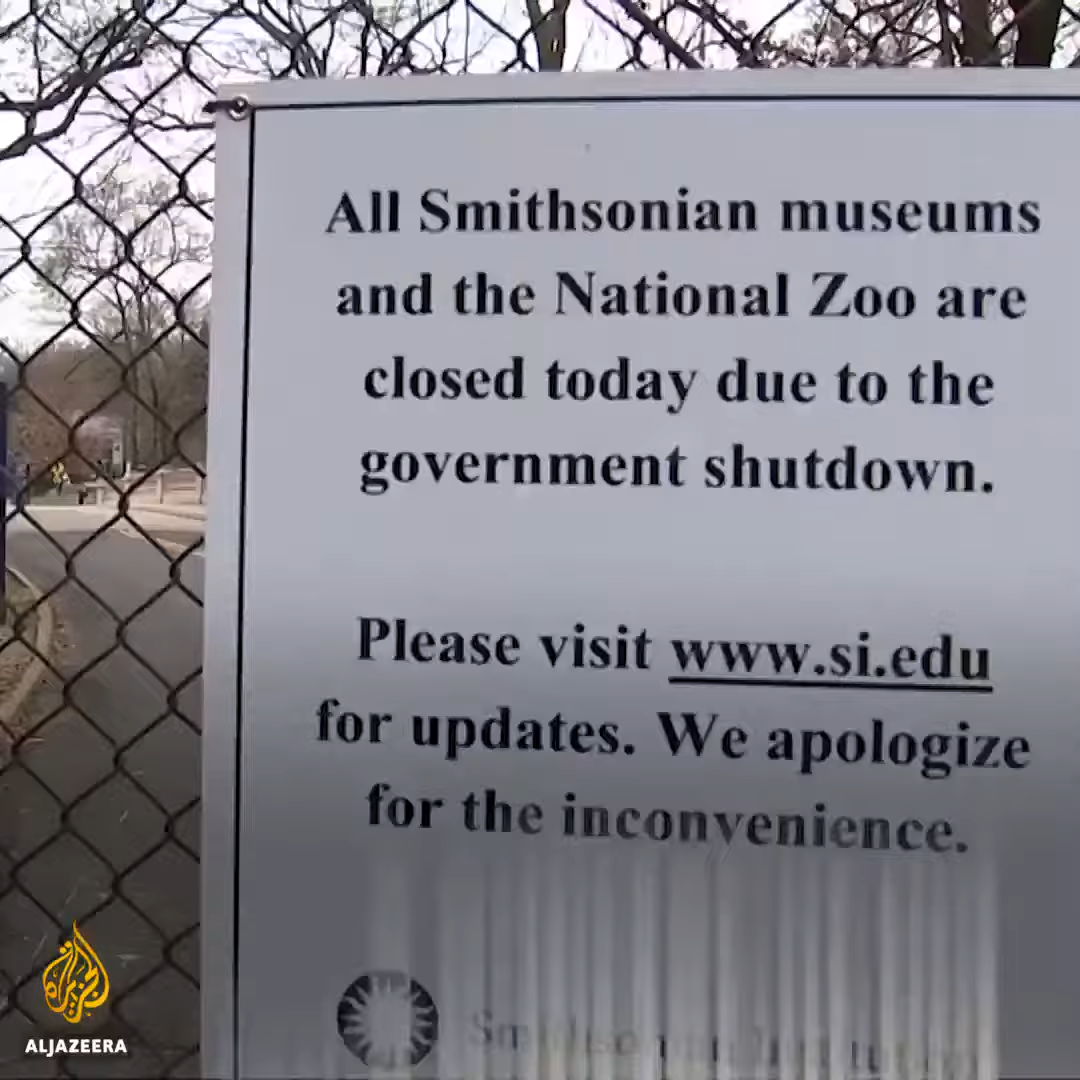 All Smithsonian museums
and the National Zoo are
closed today due to the
government shutdown.
Please visit www.si.edu
for updates. We apologize
for the inconvenience.
الجزيرة
ALJAZEERA